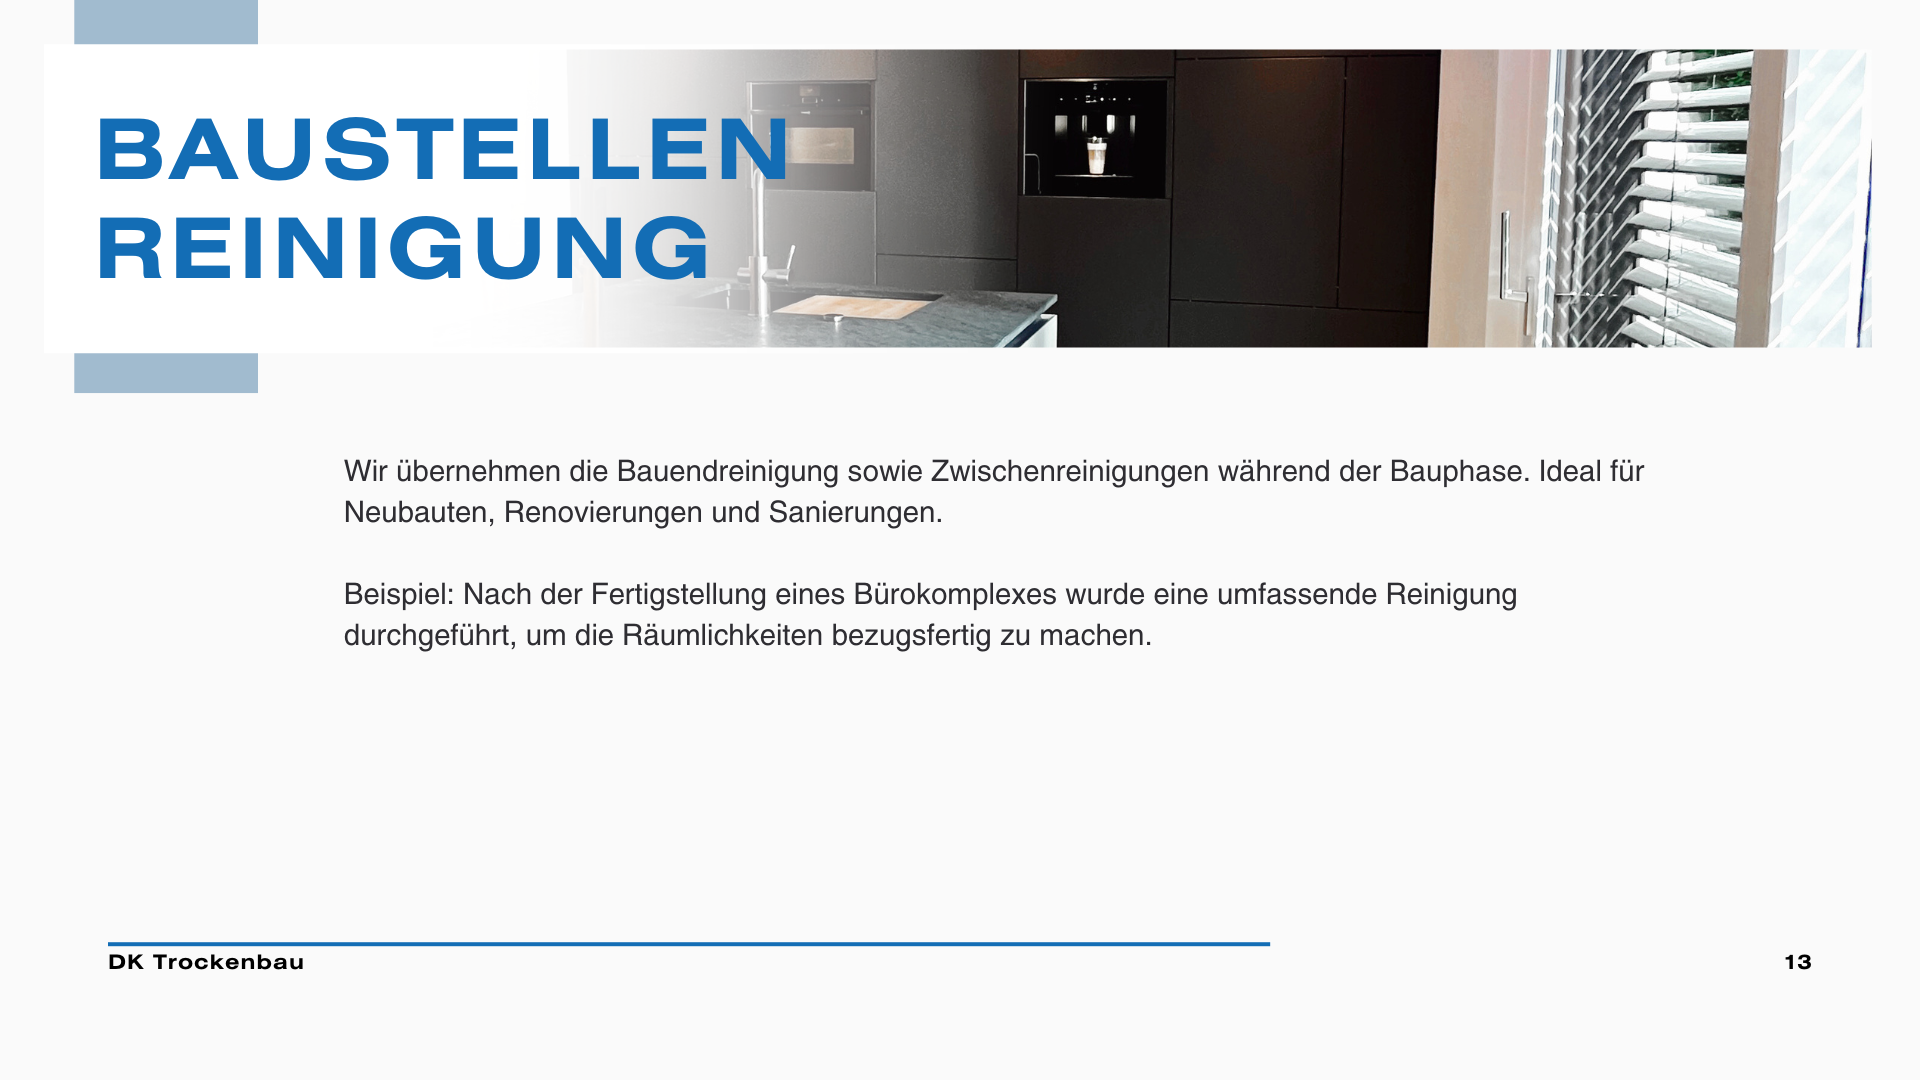 BAUSTELLEN
REINIGUNG
Wir übernehmen die Bauendreinigung sowie Zwischenreinigungen während der Bauphase. Ideal für
Neubauten, Renovierungen und Sanierungen.
Beispiel: Nach der Fertigstellung eines Bürokomplexes wurde eine umfassende Reinigung
durchgeführt, um die Räumlichkeiten bezugsfertig zu machen.
DK Trockenbau
13